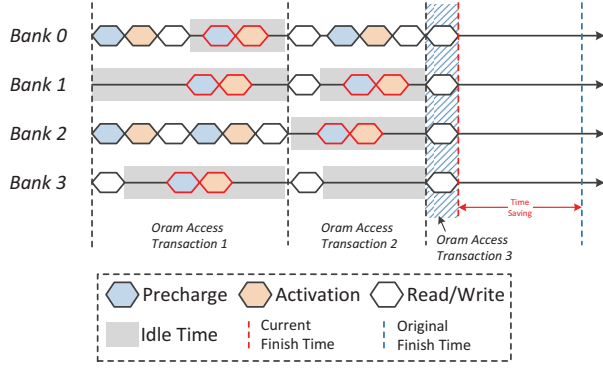 Bank 0
Bank 1
Bank 2
Bank 3
Time
Saving
Oram Access
Transaction 1
Oram Access
Transaction 2
Oram Access
Transaction 3
Precharge
Activation
Read/Write
Idle Time
Current
Finish Time
Original
Finish Time